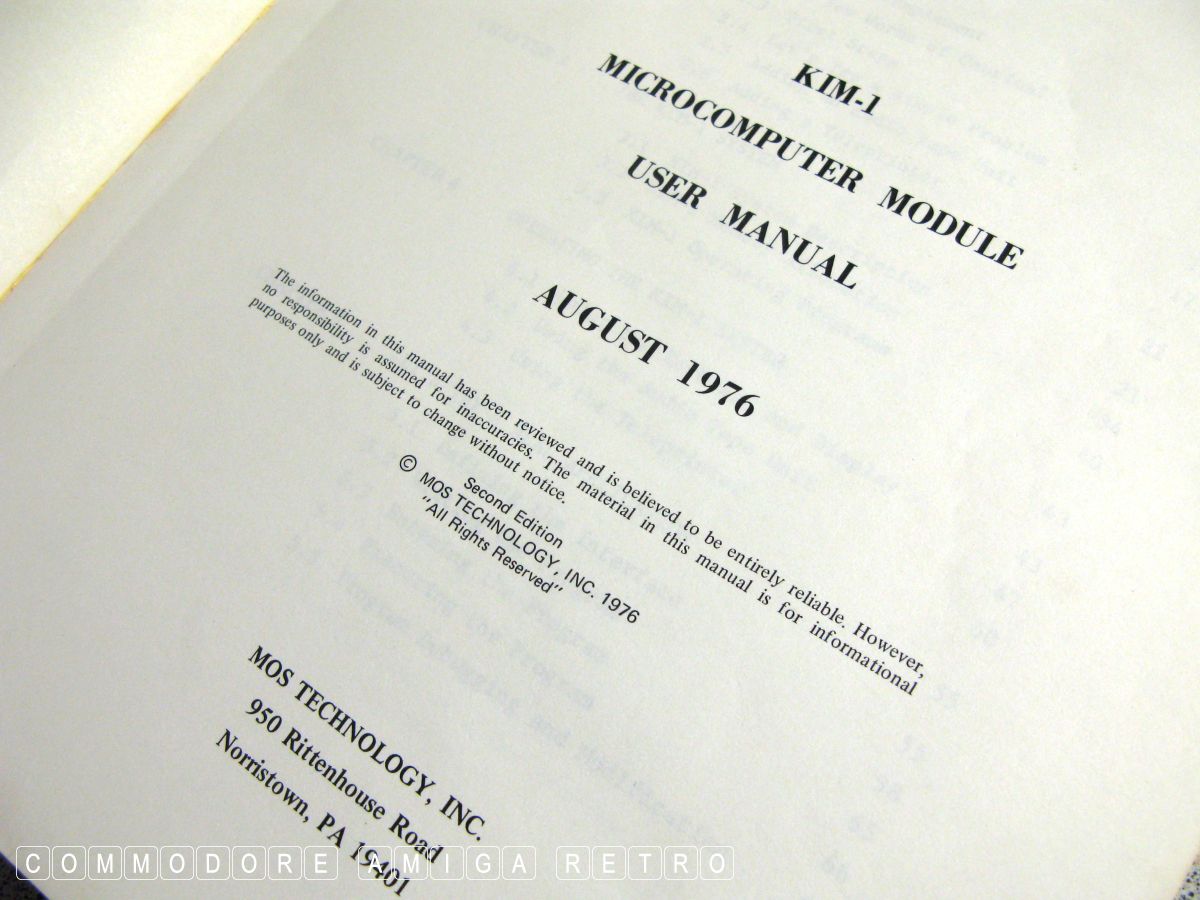 KIM-1
MICROCOMPUTER MODULE
USER MANUAL
AUGUST 1976
The information in this manual has been reviewed and is believed to be entirely reliable. However,
no responsibility is assumed for inaccuracies. The material in this manual is for informational
purposes only and is subject to change without notice.
Second Edition
© MOS TECHNOLOGY, INC. 1976
"All Rights Reserved"
MOS TECHNOLOGY, INC.
950 Rittenhouse Road
Norristown, PA 19401
COMMODORE AMIGA RETRO